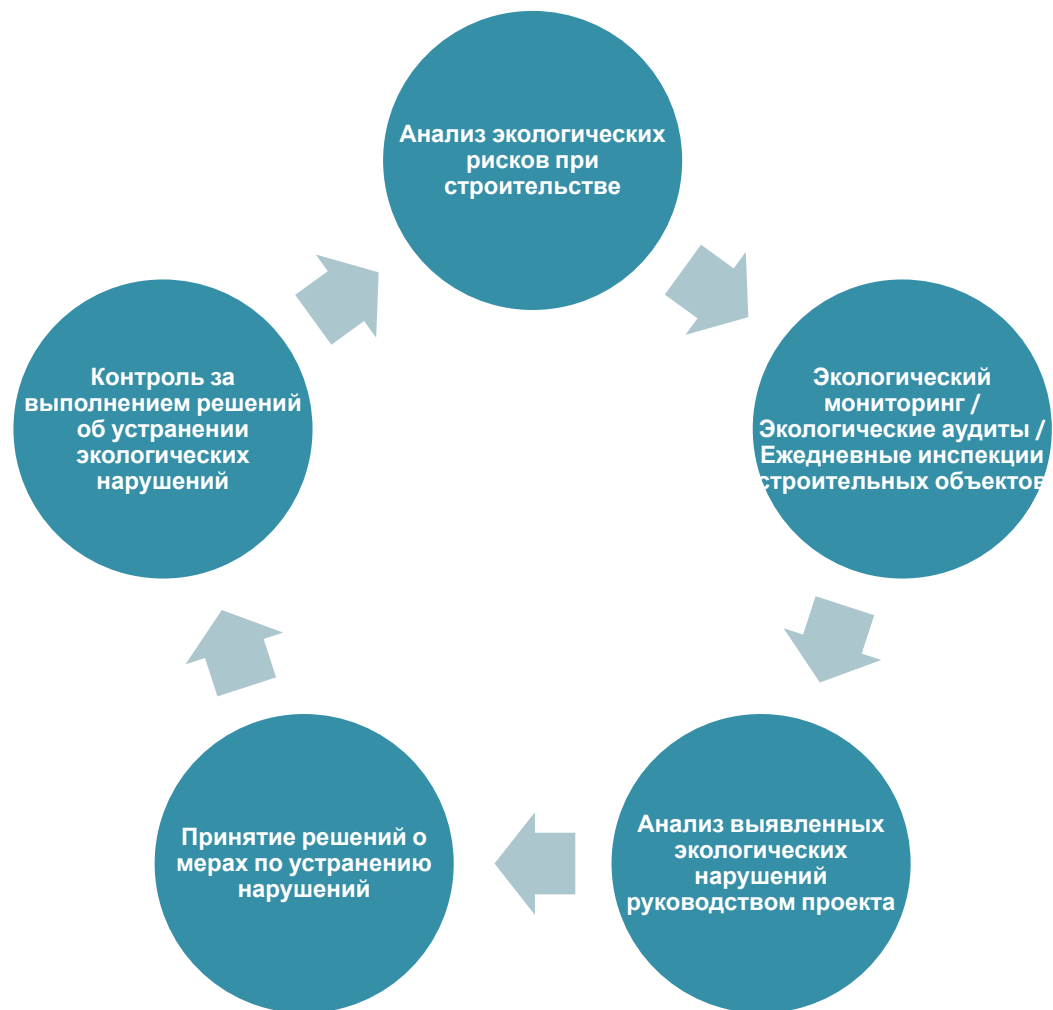 Анализ экологических
рисков при
строительстве
Экологический
мониторинг /
Экологические аудиты /
Ежедневные инспекции
строительных объектов
Анализ выявленных
экологических
нарушений
руководством проекта
Принятие решений о
мерах по устранению
нарушений
Контроль за
выполнением решений
об устранении
экологических
нарушений